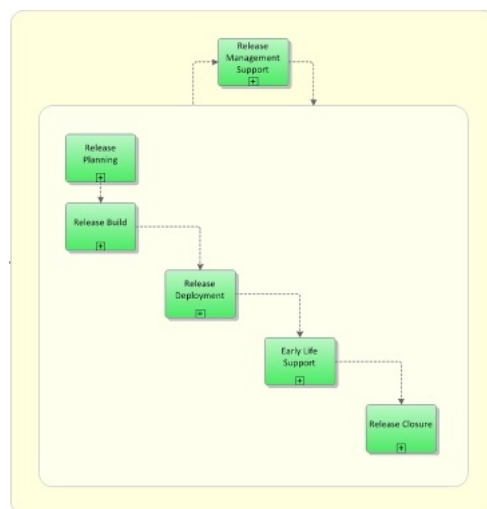 Release
Management
Support
Release
Planning
Release Build
Release
Deployment
Early Life
Support
Release Closure